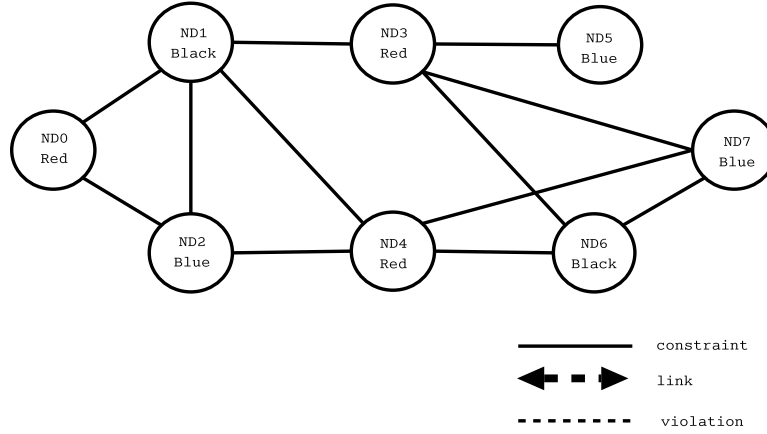 ND1
Black
ND3
Red
ND5
Blue
ND0
Red
ND7
Blue
ND2
Blue
ND4
Red
ND6
Black
constraint
link
violation